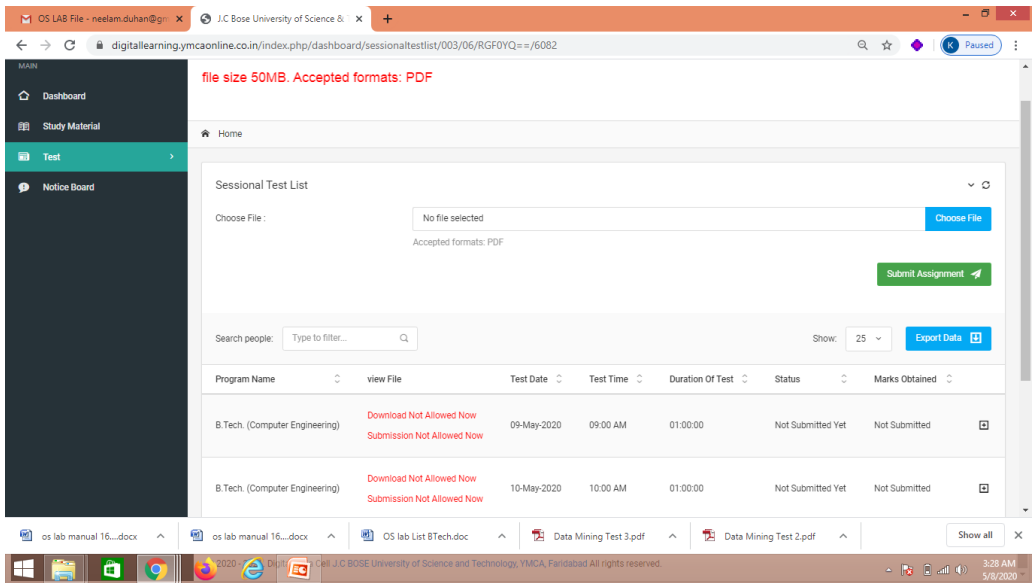 OS LAB File - neelam.duhan@gm
J.C Bose University of Science &
digitallearning.ymcaonline.co.in/index.php/dashboard/sessionaltestlist/003/06/RGF0YQ==/6082
K Paused
MAIN
Dashboard
Study Material
Test
Notice Board
file size 50MB. Accepted formats: PDF
Home
Sessional Test List
Choose File : No file selected Choose File
Accepted formats: PDF
Submit Assignment
Search people: Type to filter... Show: 25 Export Data
Program Name view File Test Date Test Time Duration Of Test Status Marks Obtained
Download Not Allowed Now
B.Tech. (Computer Engineering) 09-May-2020 09:00 AM 01:00:00 Not Submitted Yet Not Submitted
Submission Not Allowed Now
Download Not Allowed Now
B.Tech. (Computer Engineering) 10-May-2020 10:00 AM 01:00:00 Not Submitted Yet Not Submitted
Submission Not Allowed Now
os lab manual 16....docx os lab manual 16....docx OS lab List BTech.doc Data Mining Test 3.pdf Data Mining Test 2.pdf Show all
Cell J.C BOSE University of Science and Technology, YMCA, Faridabad All rights reserved.
3:28 AM
5/8/2020